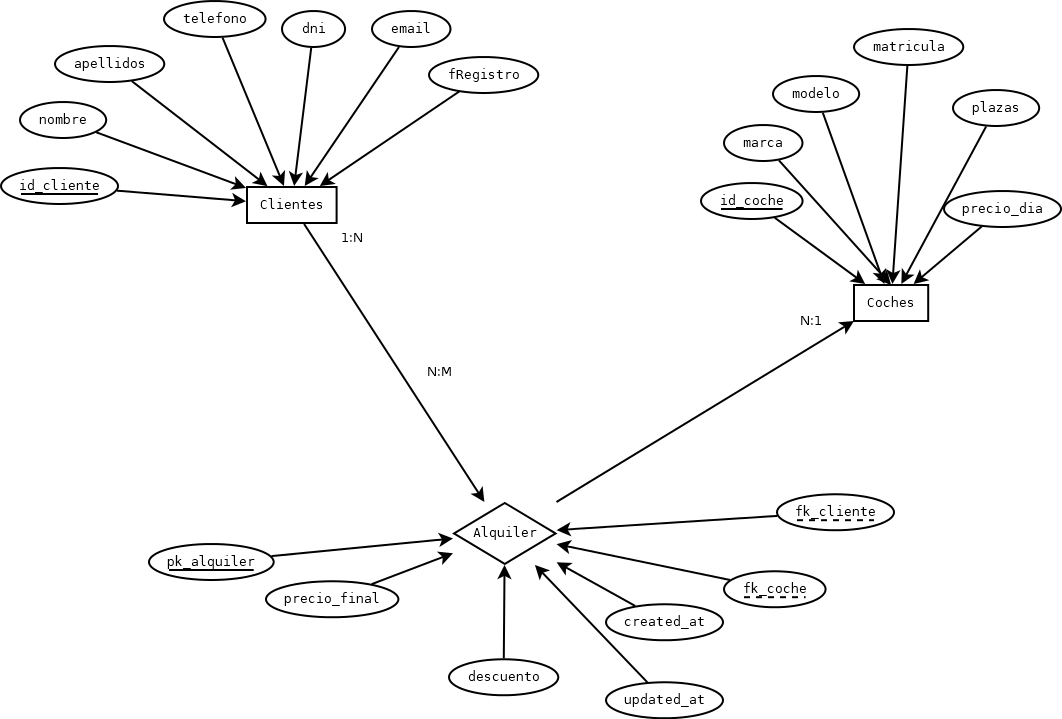 telefono
dni
email
apellidos
fRegistro
nombre
id_cliente
Clientes
1:N
matricula
modelo
plazas
marca
id_coche
precio_dia
Coches
N:1
N:M
fk_cliente
Alquiler
pk_alquiler
fk_coche
precio_final
created_at
descuento
updated_at